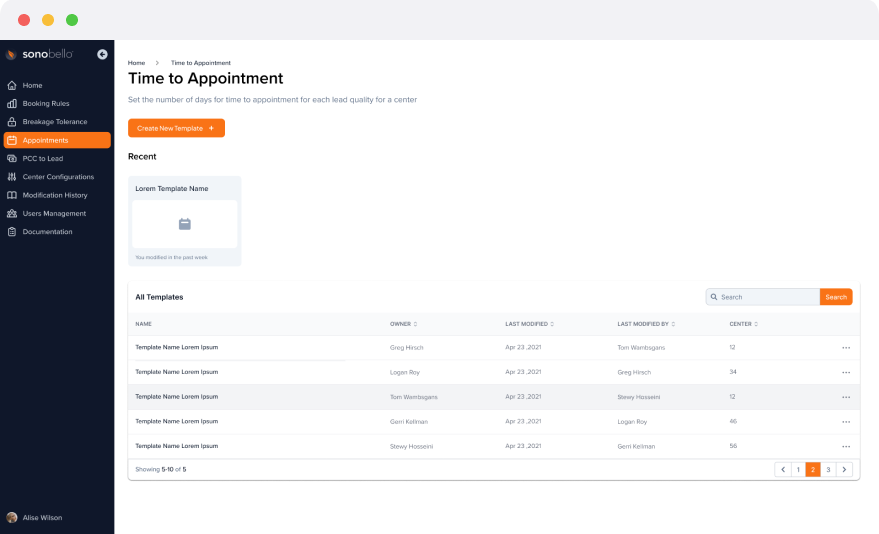 sonobello
Home
Booking Rules
Breakage Tolerance
Appointments
PCC to Lead
Center Configurations
Modification History
Users Management
Documentation
Alise Wilson
Home > Time to Appointment
Time to Appointment
Set the number of days for time to appointment for each lead quality for a center
Create New Template +
Recent
Lorem Template Name
You modified in the past week
All Templates
Search Search
NAME OWNER LAST MODIFIED LAST MODIFIED BY CENTER
Template Name Lorem Ipsum Greg Hirsch Apr 23 ,2021 Tom Wambsgans 12 ...
Template Name Lorem Ipsum Logan Roy Apr 23 ,2021 Greg Hirsch 34 ...
Template Name Lorem Ipsum Tom Wambsgans Apr 23 ,2021 Stewy Hosseini 12 ...
Template Name Lorem Ipsum Gerri Kellman Apr 23 ,2021 Logan Roy 46 ...
Template Name Lorem Ipsum Stewy Hosseini Apr 23 ,2021 Gerri Kellman 56 ...
Showing 5-10 of 5 < 1 2 3 >